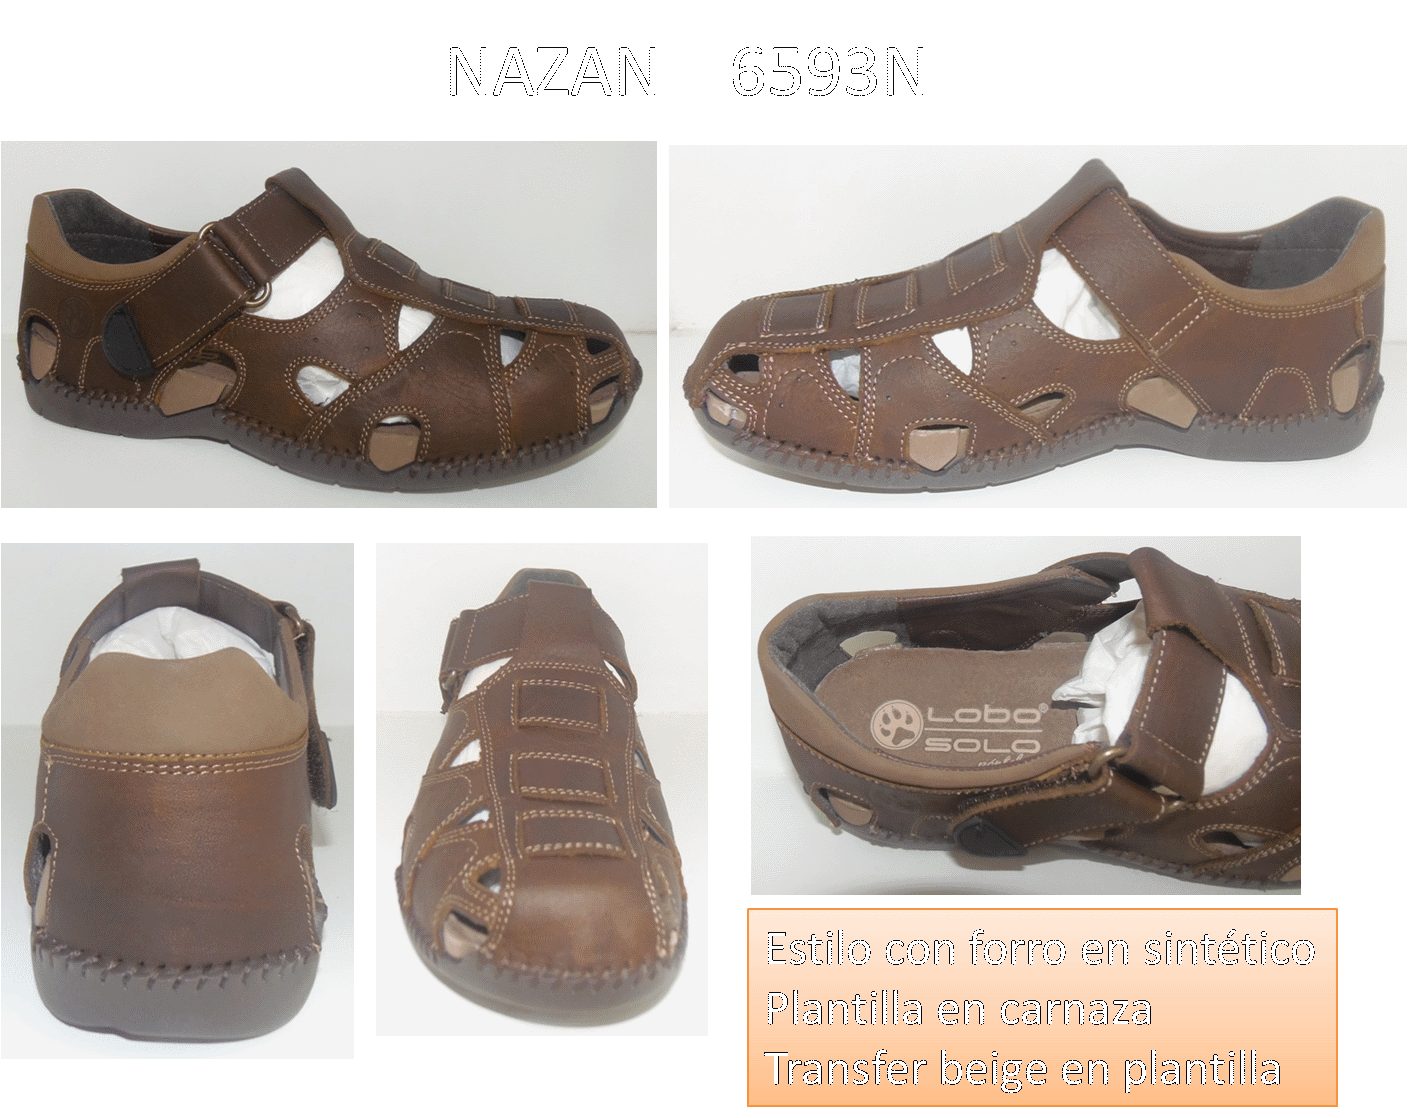 NAZAN 6593N
Lobo®
SOLO
Estilo con forro en sintético
Plantilla en carnaza
Transfer beige en plantilla